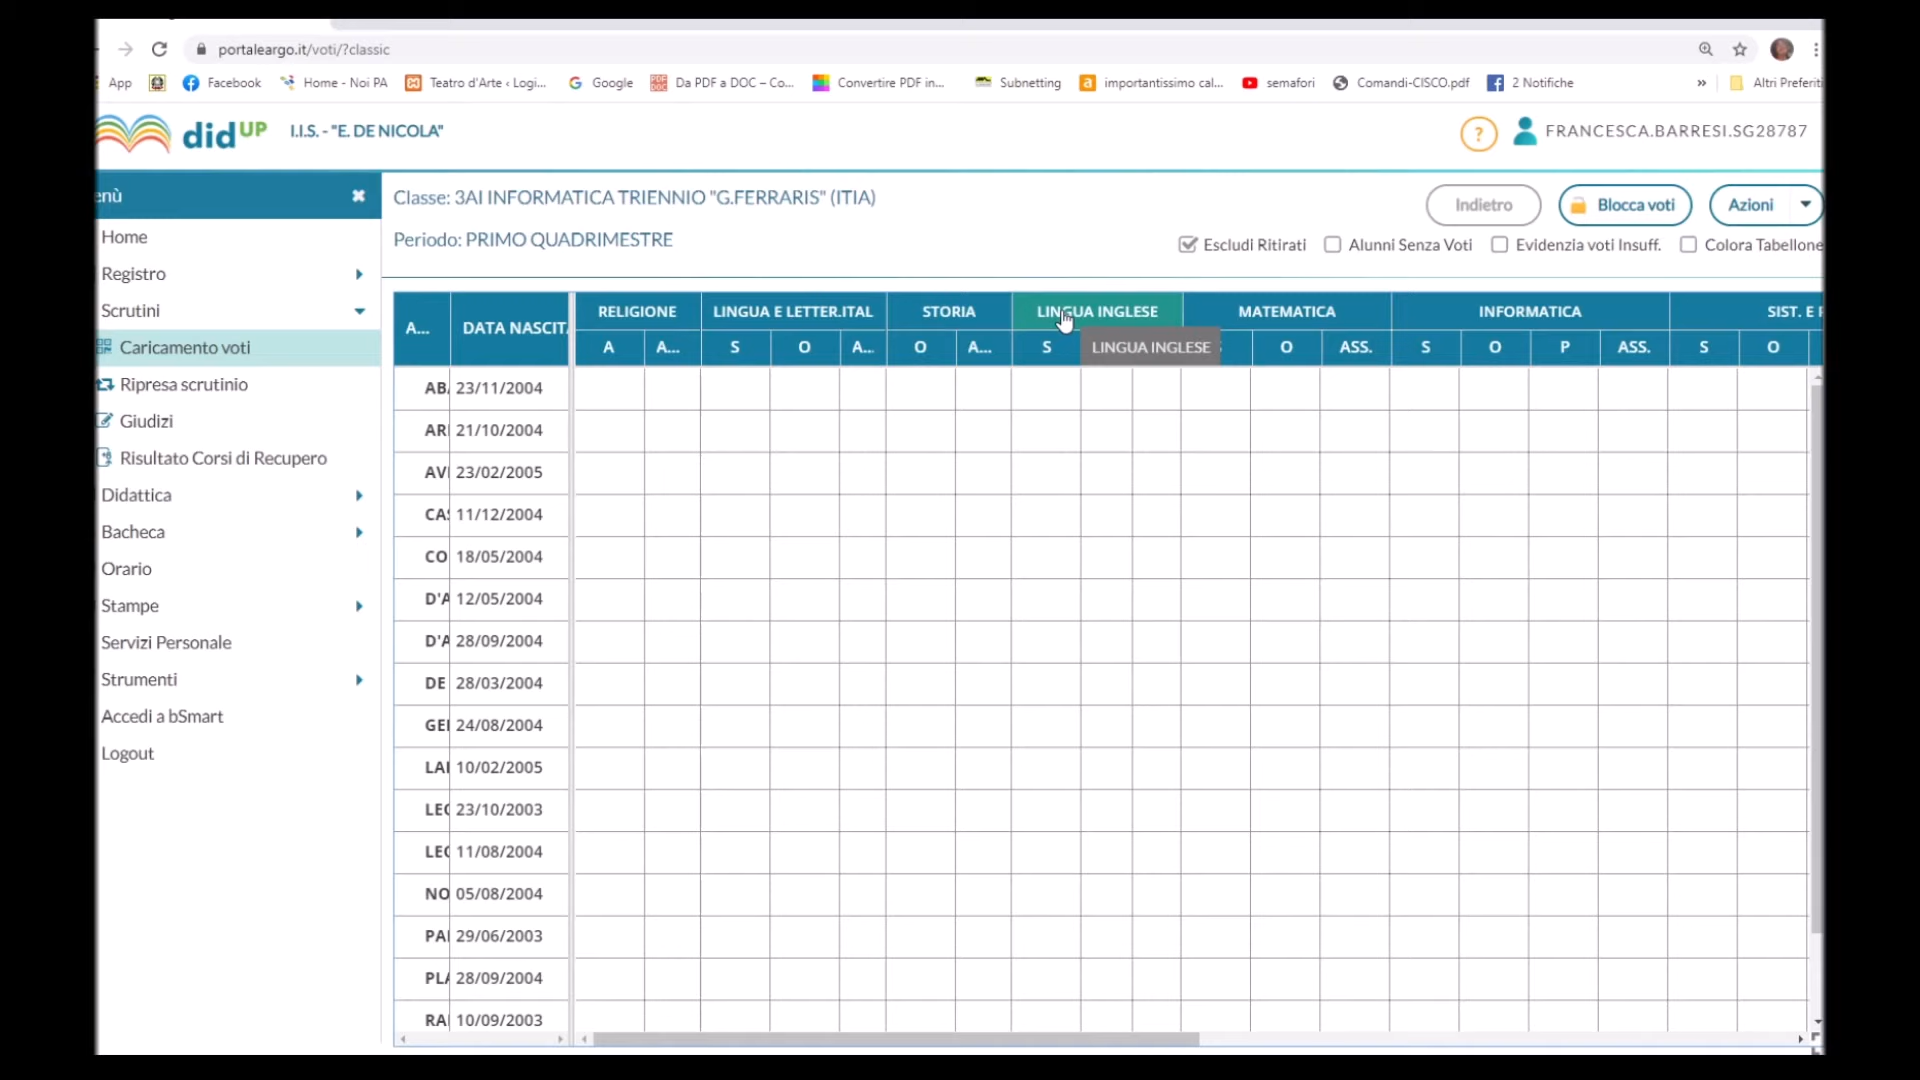 portaleargo.it/voti/?classic
App
Facebook
Home - Noi PA
Teatro d'Arte ‹ Logi...
Google
Da PDF a DOC – Co...
Convertire PDF in...
Subnetting
importantissimo cal...
semafori
Comandi-CISCO.pdf
2 Notifiche
»
Altri Preferiti
didUP
I.I.S. - "E. DE NICOLA"
?
FRANCESCA.BARRESI.SG28787
enù
Home
Registro
Scrutini
Caricamento voti
Ripresa scrutinio
Giudizi
Risultato Corsi di Recupero
Didattica
Bacheca
Orario
Stampe
Servizi Personale
Strumenti
Accedi a bSmart
Logout
Classe: 3AI INFORMATICA TRIENNIO "G.FERRARIS" (ITIA)
Periodo: PRIMO QUADRIMESTRE
Indietro
Blocca voti
Azioni
Escludi Ritirati
Alunni Senza Voti
Evidenzia voti Insuff.
Colora Tabellone
A... DATA NASCIT
RELIGIONE LINGUA E LETTER.ITAL STORIA LINGUA INGLESE MATEMATICA INFORMATICA SIST. E
A A... S O A... O A... S LINGUA INGLESE O ASS. S O P ASS. S O
AB 23/11/2004
AR 21/10/2004
AV 23/02/2005
CA 11/12/2004
CO 18/05/2004
D'A 12/05/2004
D'A 28/09/2004
DE 28/03/2004
GE 24/08/2004
LA 10/02/2005
LEO 23/10/2003
LEO 11/08/2004
NO 05/08/2004
PA 29/06/2003
PLA 28/09/2004
RA 10/09/2003